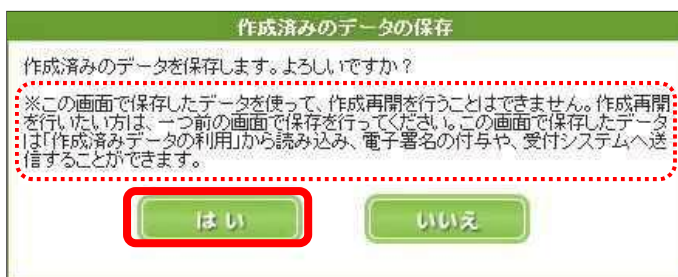 作成済みのデータの保存
作成済みのデータを保存します。よろしいですか？
※この画面で保存したデータを使って、作成再開を行うことはできません。作成再開
を行いたい方は、一つ前の画面で保存を行ってください。この画面で保存したデータ
は「作成済みデータの利用」から読み込み、電子署名の付与や、受付システムへ送
信することができます。
はい
いいえ